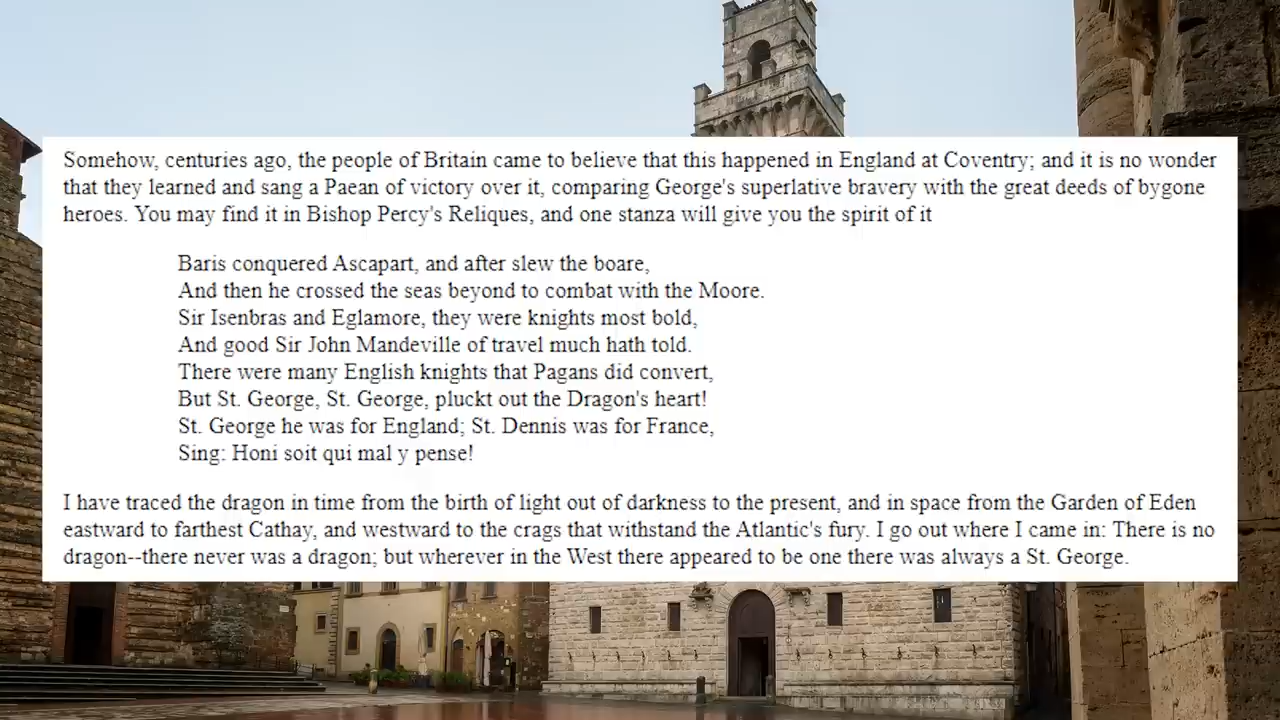 Somehow, centuries ago, the people of Britain came to believe that this happened in England at Coventry; and it is no wonder
that they learned and sang a Paean of victory over it, comparing George's superlative bravery with the great deeds of bygone
heroes. You may find it in Bishop Percy's Reliques, and one stanza will give you the spirit of it
Baris conquered Ascapart, and after slew the boare,
And then he crossed the seas beyond to combat with the Moore.
Sir Isenbras and Eglamore, they were knights most bold,
And good Sir John Mandeville of travel much hath told.
There were many English knights that Pagans did convert,
But St. George, St. George, pluckt out the Dragon's heart!
St. George he was for England; St. Dennis was for France,
Sing: Honi soit qui mal y pense!
I have traced the dragon in time from the birth of light out of darkness to the present, and in space from the Garden of Eden
eastward to farthest Cathay, and westward to the crags that withstand the Atlantic's fury. I go out where I came in: There is no
dragon--there never was a dragon; but wherever in the West there appeared to be one there was always a St. George.